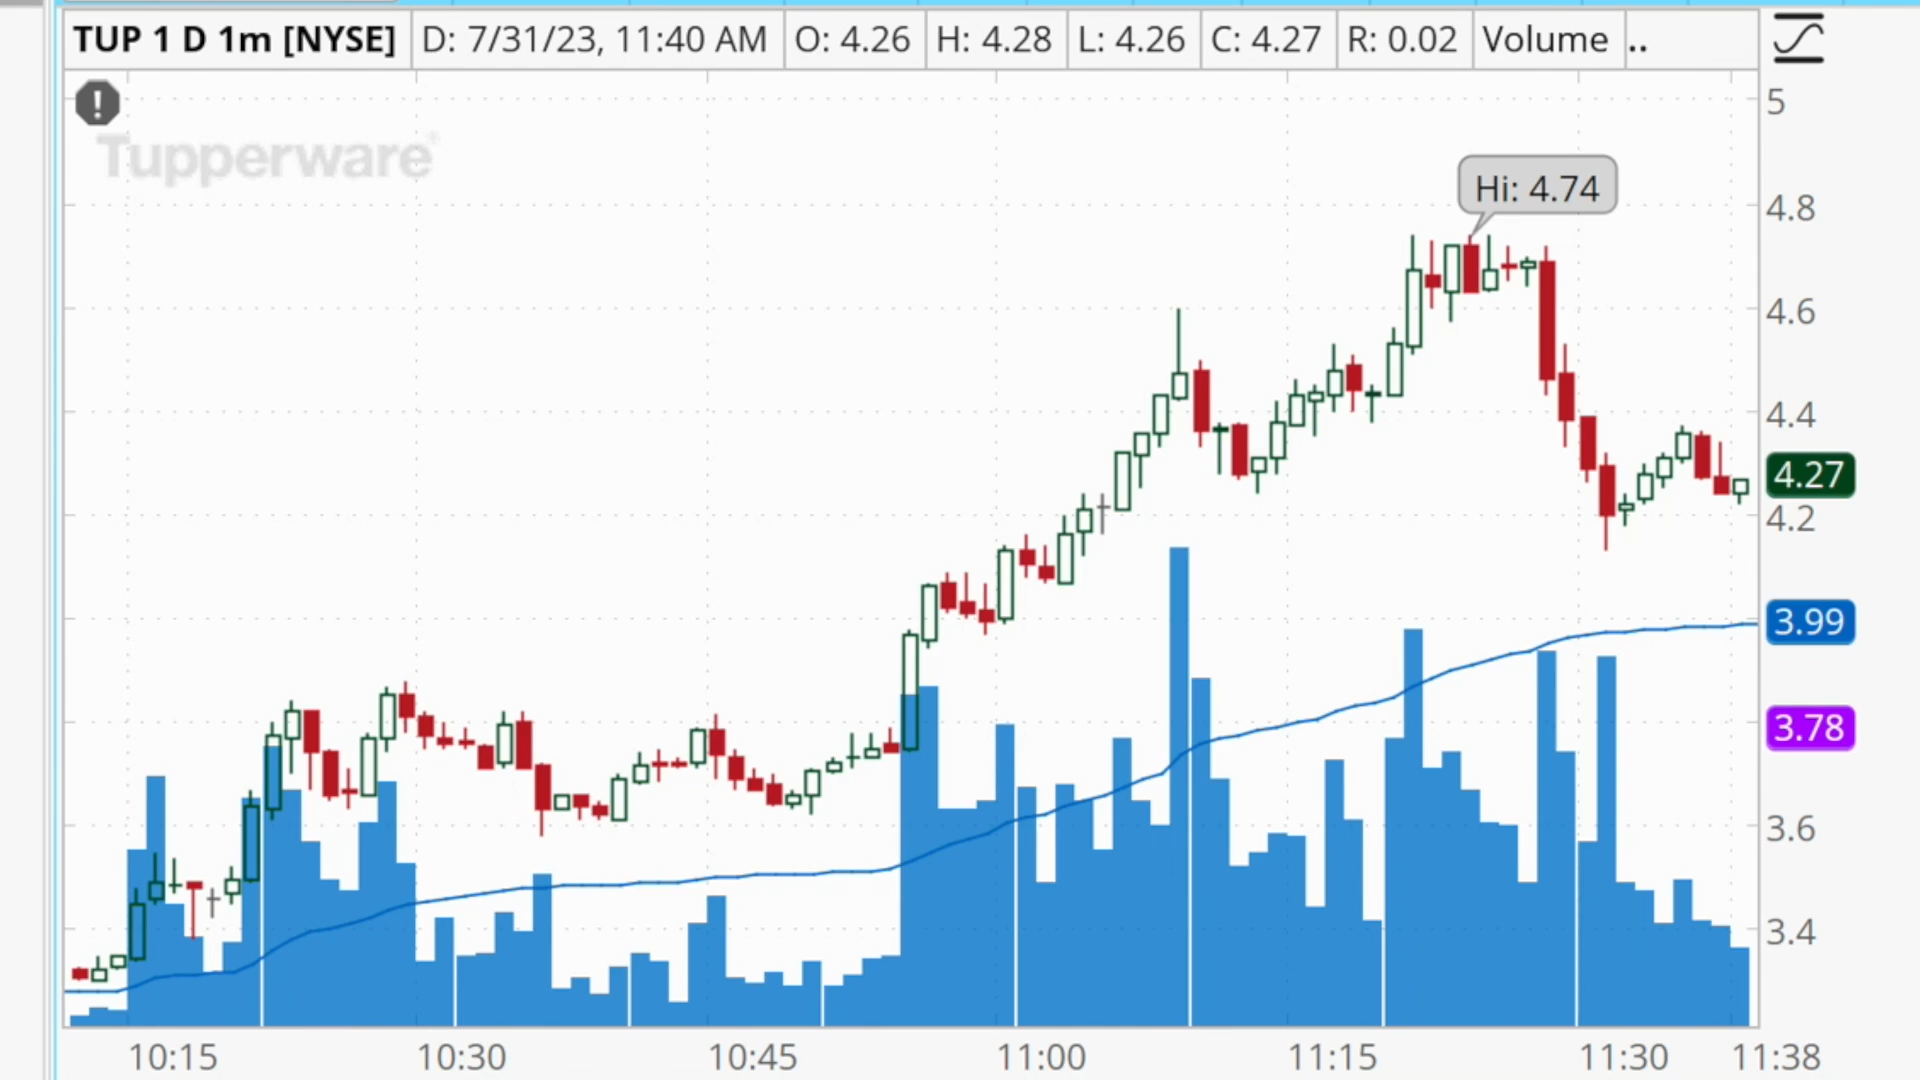 TUP 1 D 1m [NYSE] D: 7/31/23, 11:40 AM O: 4.26 H: 4.28 L: 4.26 C: 4.27 R: 0.02 Volume ..
!
Tupperware®
5
Hi: 4.74
4.8
4.6
4.4
4.27
4.2
3.99
3.78
3.6
3.4
10:15 10:30 10:45 11:00 11:15 11:30 11:38